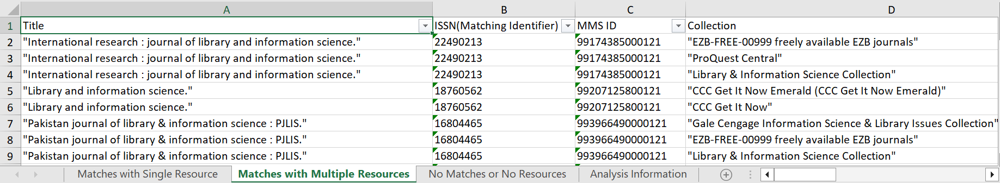 A B C D
1 Title ISSN(Matching Identifier) MMS ID Collection
2 "International research : journal of library and information science." 22490213 99174385000121 "EZB-FREE-00999 freely available EZB journals"
3 "International research : journal of library and information science." 22490213 99174385000121 "ProQuest Central"
4 "International research : journal of library and information science." 22490213 99174385000121 "Library & Information Science Collection"
5 "Library and information science." 18760562 99207125800121 "CCC Get It Now Emerald (CCC Get It Now Emerald)"
6 "Library and information science." 18760562 99207125800121 "CCC Get It Now"
7 "Pakistan journal of library & information science : PJLIS." 16804465 993966490000121 "Gale Cengage Information Science & Library Issues Collection"
8 "Pakistan journal of library & information science : PJLIS." 16804465 993966490000121 "EZB-FREE-00999 freely available EZB journals"
9 "Pakistan journal of library & information science : PJLIS." 16804465 993966490000121 "Library & Information Science Collection"
Matches with Single Resource Matches with Multiple Resources No Matches or No Resources Analysis Information